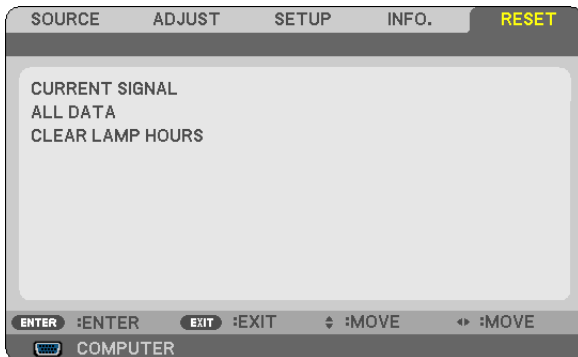 SOURCE ADJUST SETUP INFO. RESET
CURRENT SIGNAL
ALL DATA
CLEAR LAMP HOURS
ENTER :ENTER EXIT :EXIT :MOVE :MOVE
COMPUTER